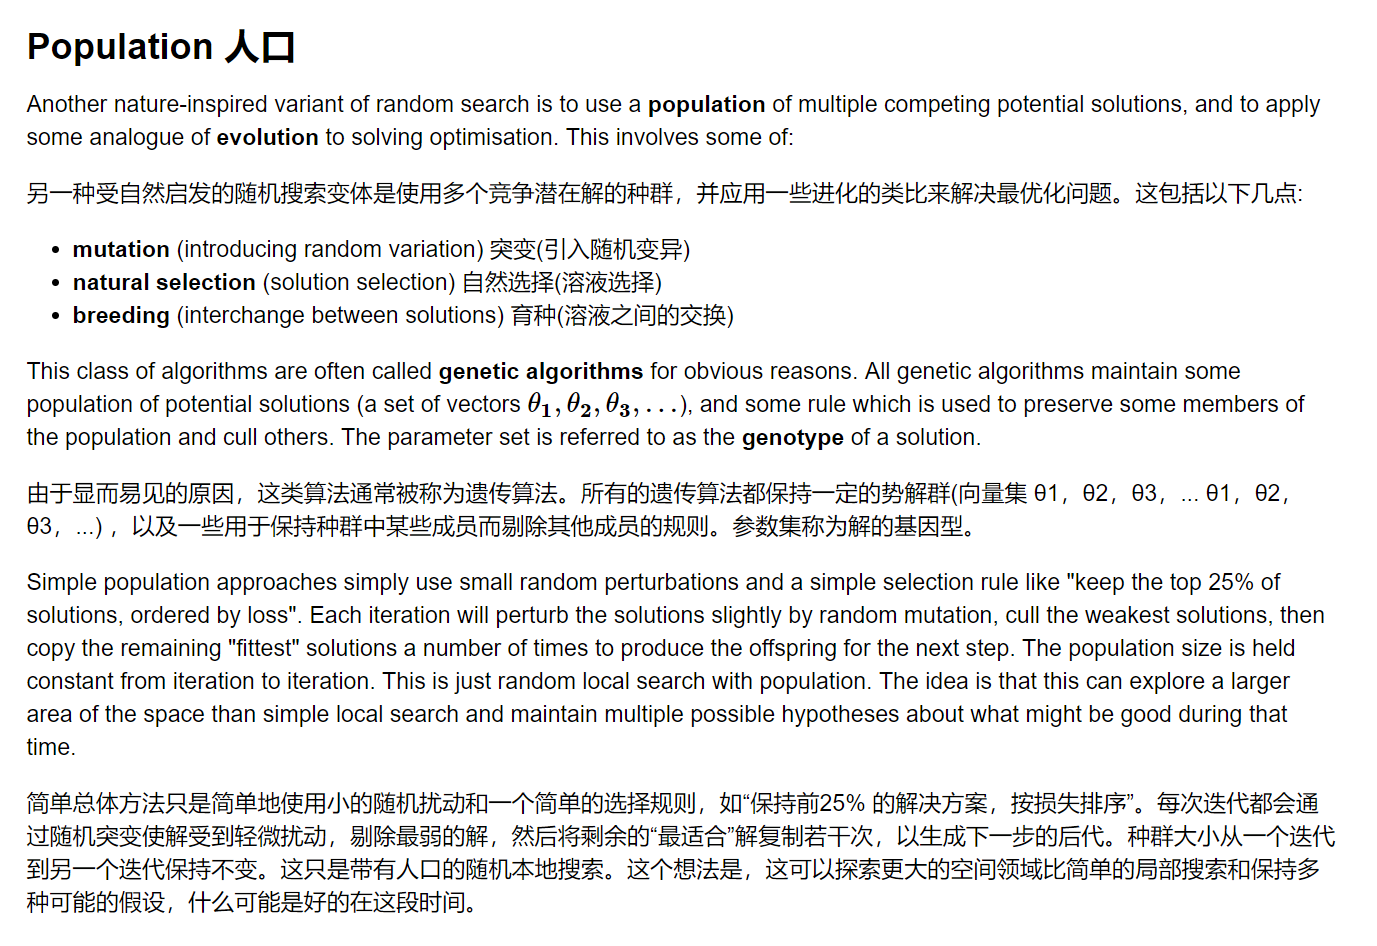 Population 人口
Another nature-inspired variant of random search is to use a population of multiple competing potential solutions, and to apply
some analogue of evolution to solving optimisation. This involves some of:
另一种受自然启发的随机搜索变体是使用多个竞争潜在解的种群，并应用一些进化的类比来解决最优化问题。这包括以下几点:
• mutation (introducing random variation) 突变(引入随机变异)
• natural selection (solution selection) 自然选择(溶液选择)
• breeding (interchange between solutions) 育种(溶液之间的交换)
This class of algorithms are often called genetic algorithms for obvious reasons. All genetic algorithms maintain some
population of potential solutions (a set of vectors θ₁, θ₂, θ₃, …), and some rule which is used to preserve some members of
the population and cull others. The parameter set is referred to as the genotype of a solution.
由于显而易见的原因，这类算法通常被称为遗传算法。所有的遗传算法都保持一定的势解群(向量集 θ1，θ2，θ3，... θ1，θ2，
θ3，...) ，以及一些用于保持种群中某些成员而剔除其他成员的规则。参数集称为解的基因型。
Simple population approaches simply use small random perturbations and a simple selection rule like "keep the top 25% of
solutions, ordered by loss". Each iteration will perturb the solutions slightly by random mutation, cull the weakest solutions, then
copy the remaining "fittest" solutions a number of times to produce the offspring for the next step. The population size is held
constant from iteration to iteration. This is just random local search with population. The idea is that this can explore a larger
area of the space than simple local search and maintain multiple possible hypotheses about what might be good during that
time.
简单总体方法只是简单地使用小的随机扰动和一个简单的选择规则，如“保持前25% 的解决方案，按损失排序”。每次迭代都会通
过随机突变使解受到轻微扰动，剔除最弱的解，然后将剩余的“最适合”解复制若干次，以生成下一步的后代。种群大小从一个迭代
到另一个迭代保持不变。这只是带有人口的随机本地搜索。这个想法是，这可以探索更大的空间领域比简单的局部搜索和保持多
种可能的假设，什么可能是好的在这段时间。